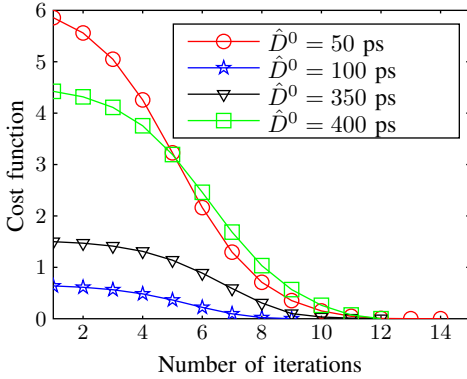 6
5
4
3
2
1
0
Cost function
D̂⁰ = 50 ps
D̂⁰ = 100 ps
D̂⁰ = 350 ps
D̂⁰ = 400 ps
2 4 6 8 10 12 14
Number of iterations